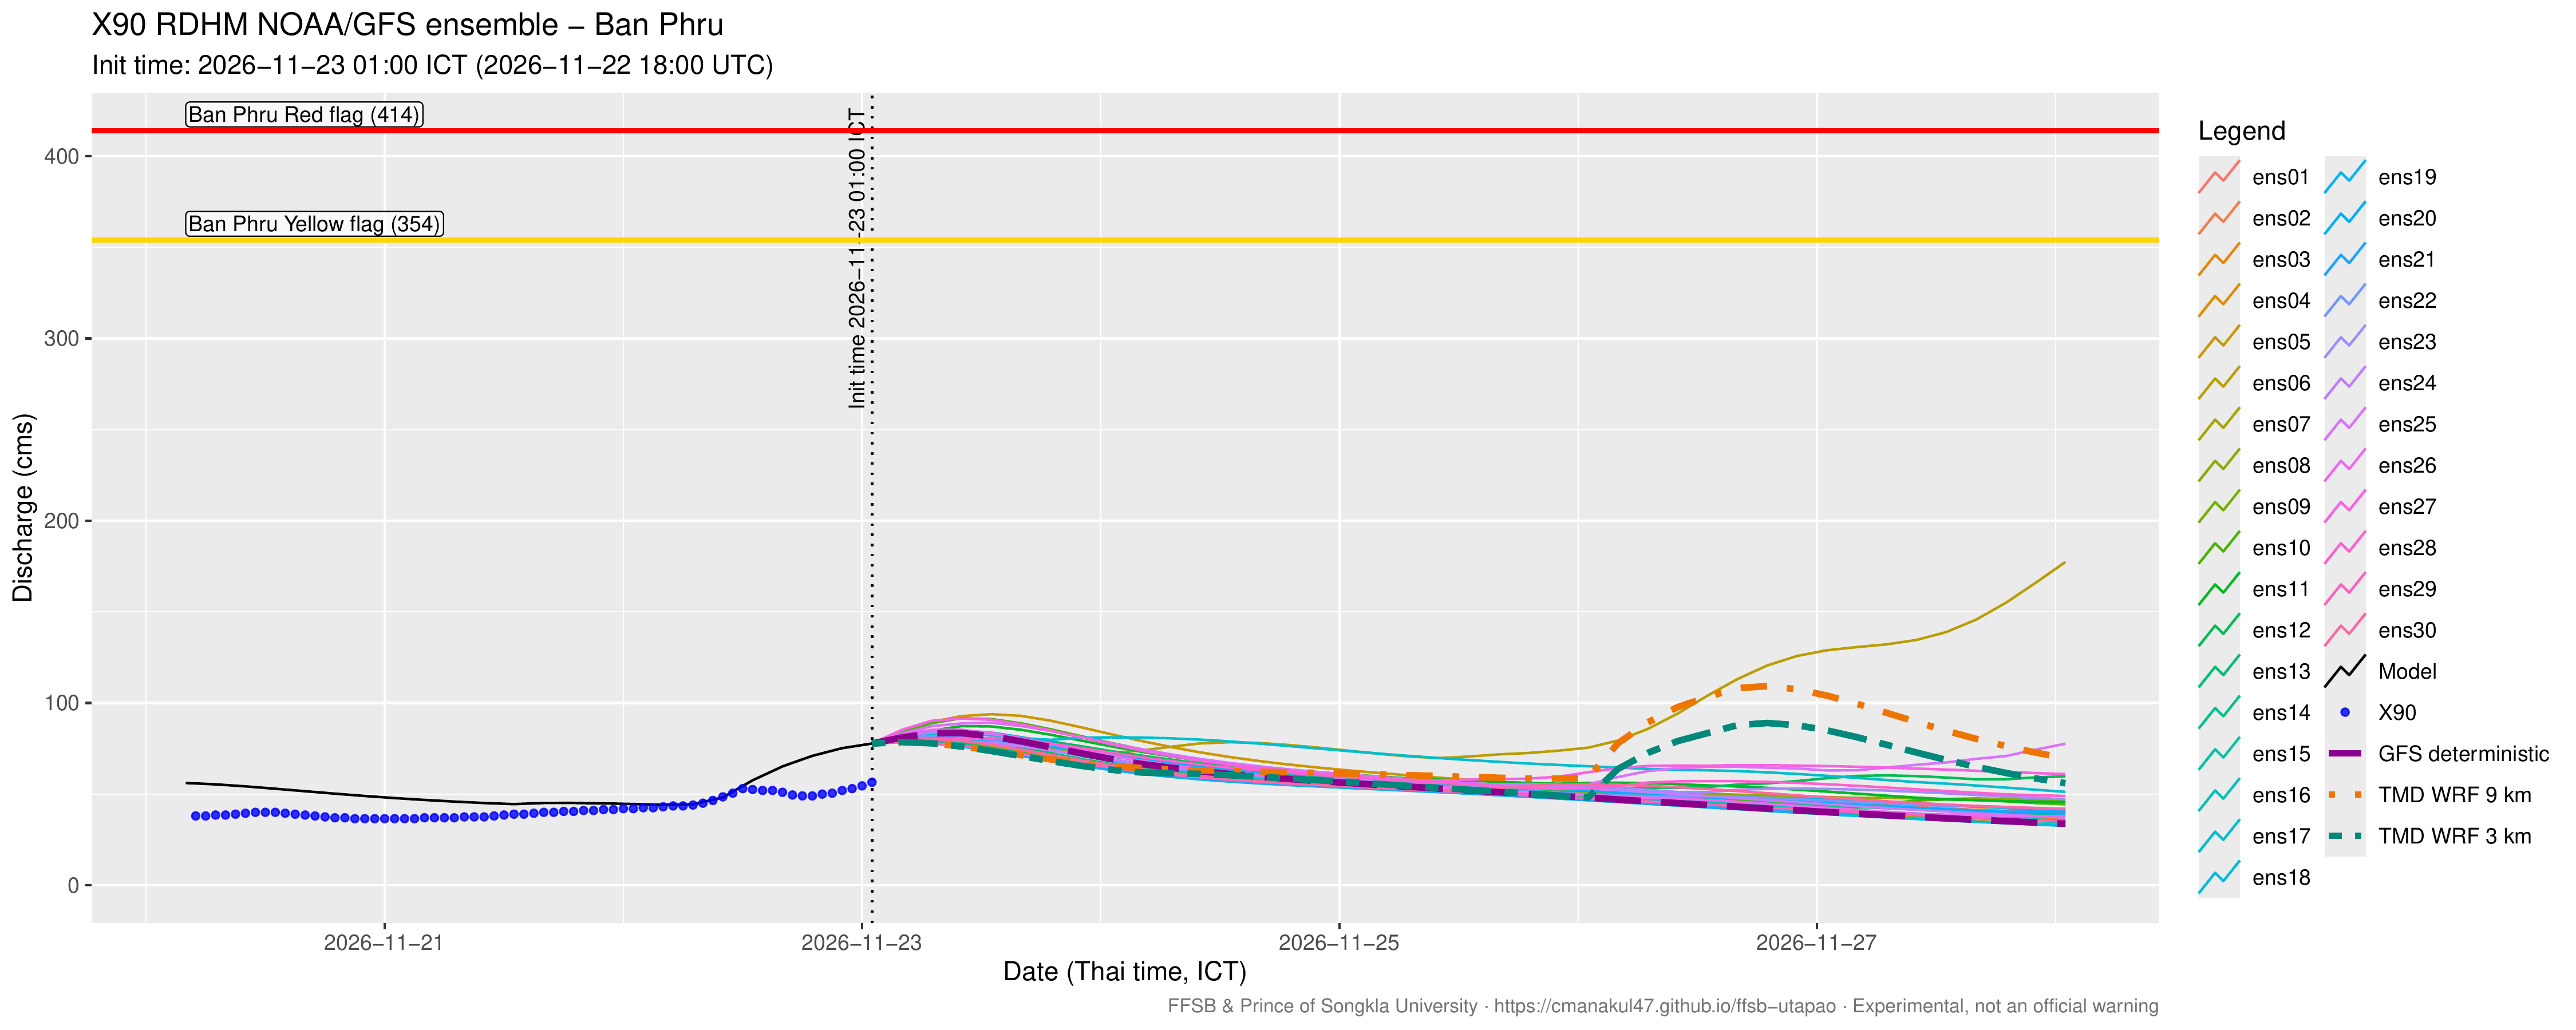 X90 RDHM NOAA/GFS ensemble – Ban Phru
Init time: 2026–11–23 01:00 ICT (2026–11–22 18:00 UTC)
Ban Phru Red flag (414)
Ban Phru Yellow flag (354)
Init time 2026–11–23 01:00 ICT
Discharge (cms)
400
300
200
100
0
2026–11–21
2026–11–23
2026–11–25
2026–11–27
Date (Thai time, ICT)
FFSB & Prince of Songkla University · https://cmanakul47.github.io/ffsb–utapao · Experimental, not an official warning
Legend
ens01
ens02
ens03
ens04
ens05
ens06
ens07
ens08
ens09
ens10
ens11
ens12
ens13
ens14
ens15
ens16
ens17
ens18
ens19
ens20
ens21
ens22
ens23
ens24
ens25
ens26
ens27
ens28
ens29
ens30
Model
X90
GFS deterministic
TMD WRF 9 km
TMD WRF 3 km